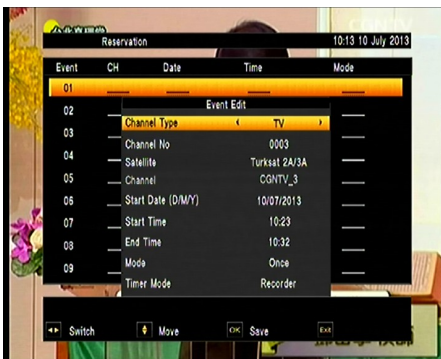 Reservation 10:13 10 July 2013
Event CH Date Time Mode
01
02
03
04
05
06
07
08
09
Event Edit
Channel Type TV
Channel No 0003
Satellite Turksat 2A/3A
Channel CGNTV_3
Start Date (D/M/Y) 10/07/2013
Start Time 10:23
End Time 10:32
Mode Once
Timer Mode Recorder
Switch Move OK Save Exit